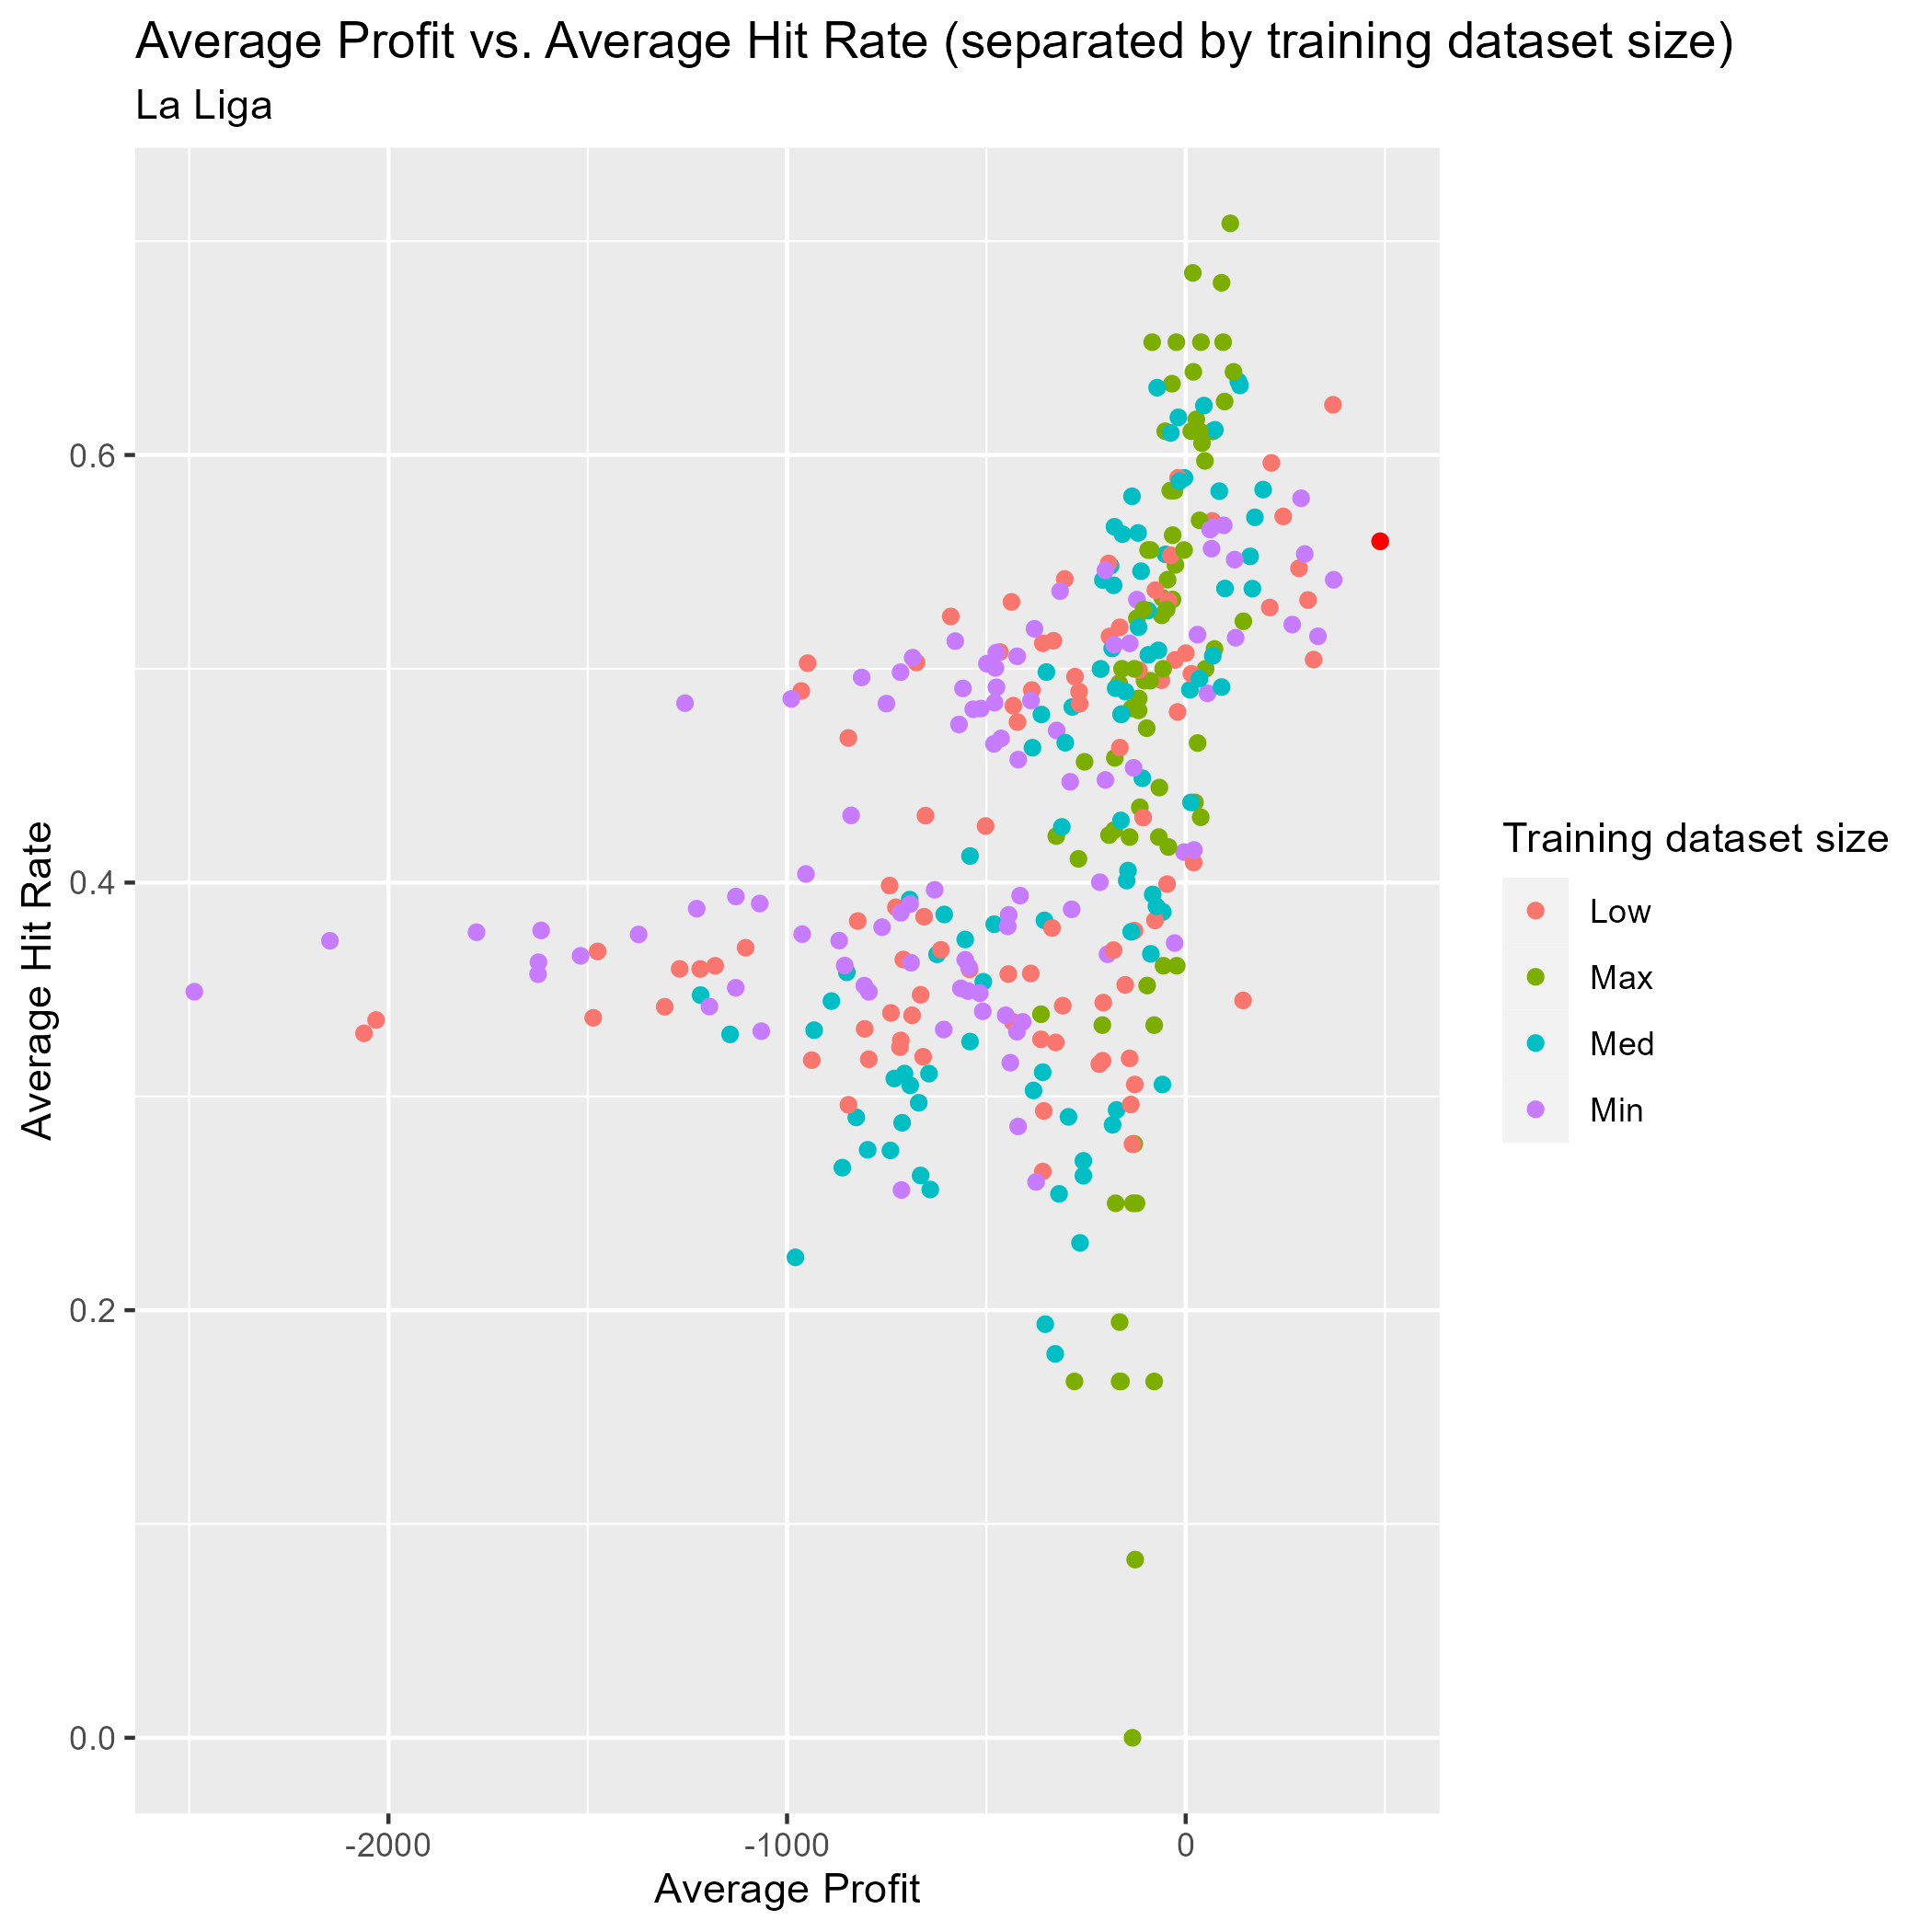 Average Profit vs. Average Hit Rate (separated by training dataset size)
La Liga
Average Hit Rate
0.6
0.4
0.2
0.0
-2000
-1000
0
Average Profit
Training dataset size
Low
Max
Med
Min